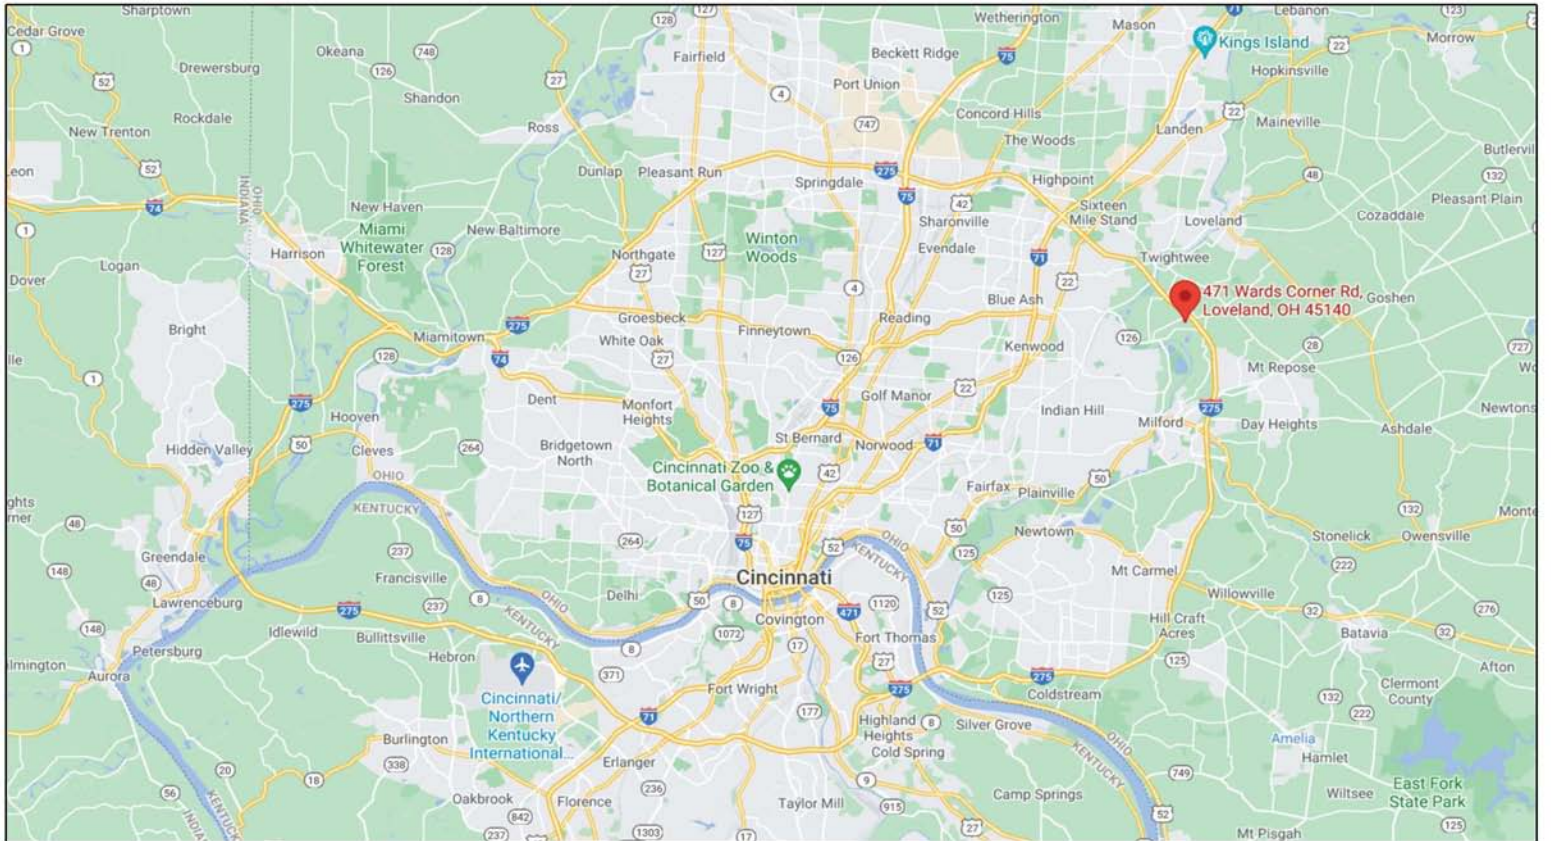 Sharptown
Cedar Grove
Okeana
Fairfield
Wetherington
Mason
Lebanon
Morrow
Kings Island
Beckett Ridge
Drewersburg
Hopkinsville
Shandon
Port Union
Rockdale
New Trenton
Ross
Concord Hills
The Woods
Landen
Maineville
Dunlap
Pleasant Run
Springdale
Highpoint
Pleasant Plain
INDIANA
OHIO
New Haven
Miami
Whitewater
Forest
New Baltimore
Winton
Woods
Sharonville
Evendale
Sixteen
Mile Stand
Loveland
Cozaddale
Harrison
Northgate
Twightwee
Logan
Dover
471 Wards Corner Rd,
Loveland, OH 45140
Goshen
Bright
Miamitown
Groesbeck
White Oak
Finneytown
Reading
Blue Ash
Kenwood
Mt Repose
Dent
Monfort
Heights
Golf Manor
Indian Hill
Milford
Day Heights
Ashdale
Hooven
Cleves
Hidden Valley
Bridgetown
North
St Bernard
Norwood
Cincinnati Zoo &
Botanical Garden
Fairfax
Plainville
OHIO
KENTUCKY
Newtown
Stonelick
Owensville
Greendale
Francisville
Cincinnati
OHIO
KENTUCKY
Mt Carmel
Willowville
Lawrenceburg
Delhi
OHIO
KENTUCKY
Covington
Hill Craft
Acres
Batavia
Idlewild
Bullittsville
Petersburg
Hebron
Fort Thomas
Aurora
Afton
Cincinnati/
Northern
Kentucky
International...
Fort Wright
Coldstream
Clermont
County
Highland
Heights
Cold Spring
Silver Grove
OHIO
KENTUCKY
Amelia
Hamlet
Burlington
Erlanger
Oakbrook
Florence
Taylor Mill
Camp Springs
Wiltsee
East Fork
State Park
Mt Pisgah